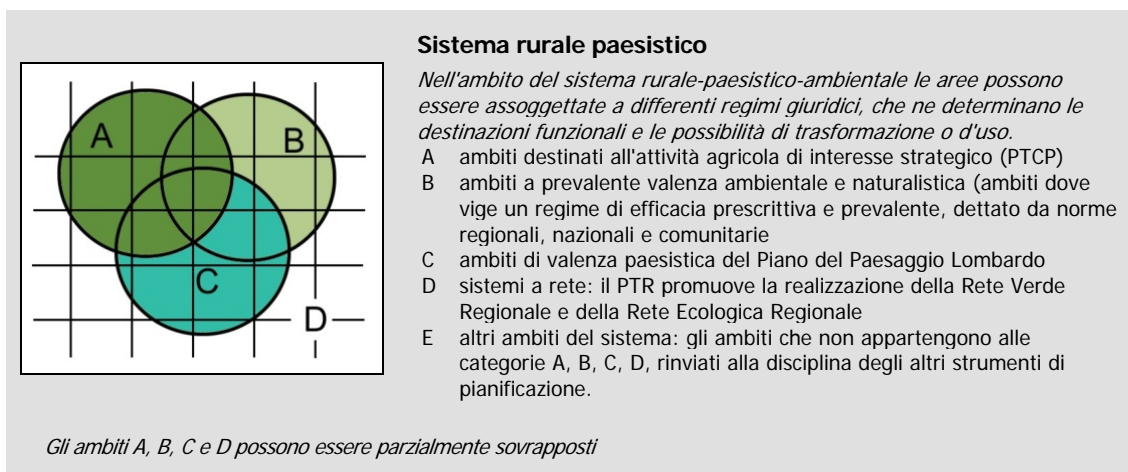 Sistema rurale paesistico
Nell'ambito del sistema rurale-paesistico-ambientale le aree possono
essere assoggettate a differenti regimi giuridici, che ne determinano le
destinazioni funzionali e le possibilità di trasformazione o d'uso.
A ambiti destinati all'attività agricola di interesse strategico (PTCP)
B ambiti a prevalente valenza ambientale e naturalistica (ambiti dove
vige un regime di efficacia prescrittiva e prevalente, dettato da norme
regionali, nazionali e comunitarie
C ambiti di valenza paesistica del Piano del Paesaggio Lombardo
D sistemi a rete: il PTR promuove la realizzazione della Rete Verde
Regionale e della Rete Ecologica Regionale
E altri ambiti del sistema: gli ambiti che non appartengono alle
categorie A, B, C, D, rinviati alla disciplina degli altri strumenti di
pianificazione.
A
B
C
D
Gli ambiti A, B, C e D possono essere parzialmente sovrapposti